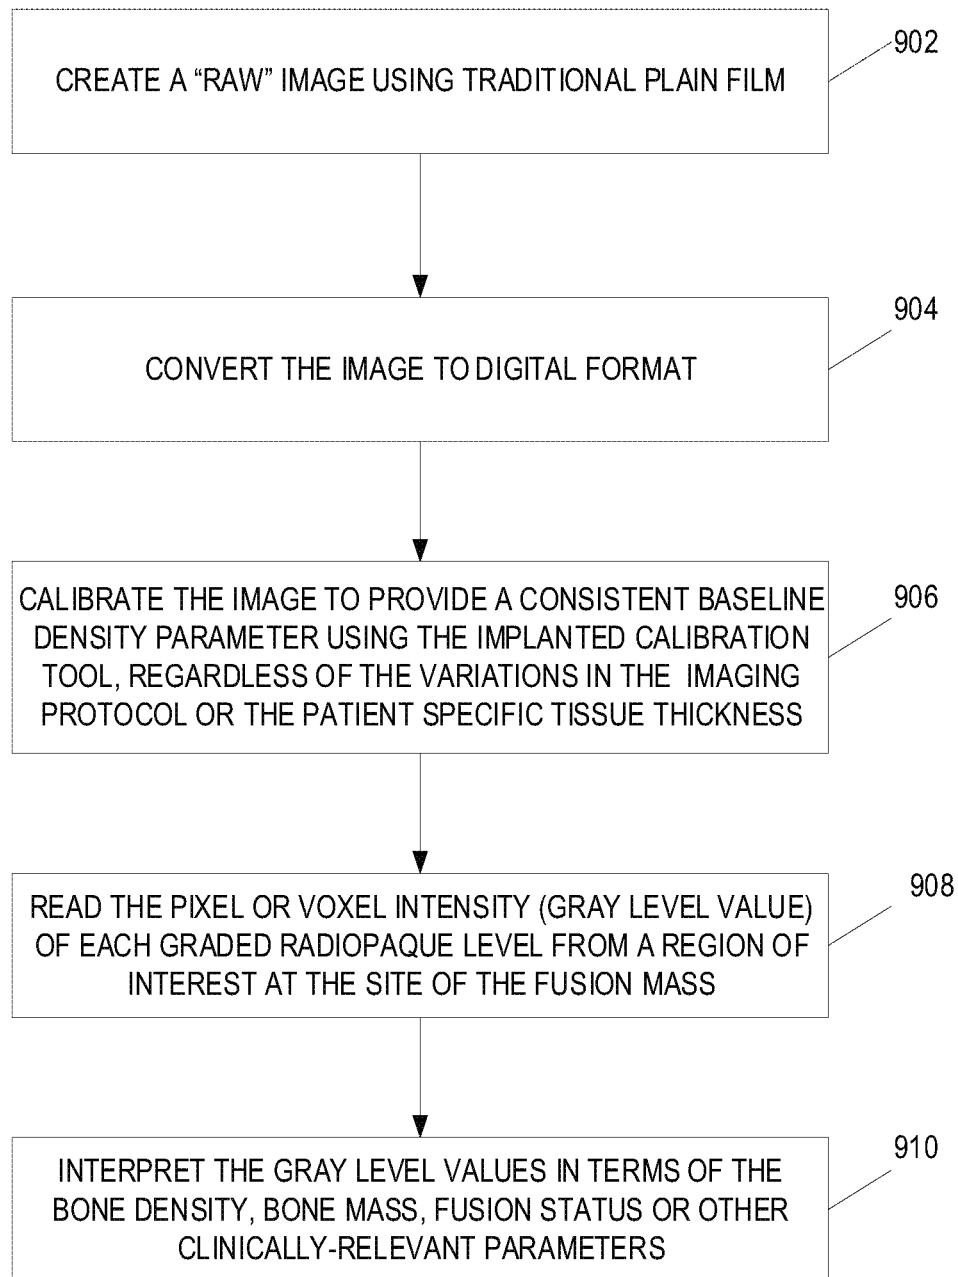 CREATE A “RAW” IMAGE USING TRADITIONAL PLAIN FILM
902
904
CONVERT THE IMAGE TO DIGITAL FORMAT
CALIBRATE THE IMAGE TO PROVIDE A CONSISTENT BASELINE
DENSITY PARAMETER USING THE IMPLANTED CALIBRATION
TOOL, REGARDLESS OF THE VARIATIONS IN THE IMAGING
PROTOCOL OR THE PATIENT SPECIFIC TISSUE THICKNESS
906
READ THE PIXEL OR VOXEL INTENSITY (GRAY LEVEL VALUE)
OF EACH GRADED RADIOPAQUE LEVEL FROM A REGION OF
INTEREST AT THE SITE OF THE FUSION MASS
908
INTERPRET THE GRAY LEVEL VALUES IN TERMS OF THE
BONE DENSITY, BONE MASS, FUSION STATUS OR OTHER
CLINICALLY-RELEVANT PARAMETERS
910